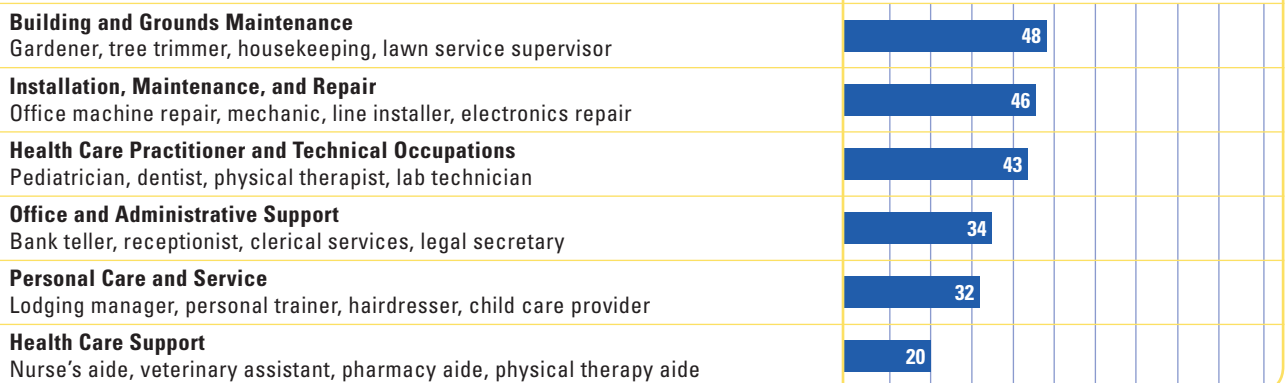 Building and Grounds Maintenance
Gardener, tree trimmer, housekeeping, lawn service supervisor
48
Installation, Maintenance, and Repair
Office machine repair, mechanic, line installer, electronics repair
46
Health Care Practitioner and Technical Occupations
Pediatrician, dentist, physical therapist, lab technician
43
Office and Administrative Support
Bank teller, receptionist, clerical services, legal secretary
34
Personal Care and Service
Lodging manager, personal trainer, hairdresser, child care provider
32
Health Care Support
Nurse’s aide, veterinary assistant, pharmacy aide, physical therapy aide
20